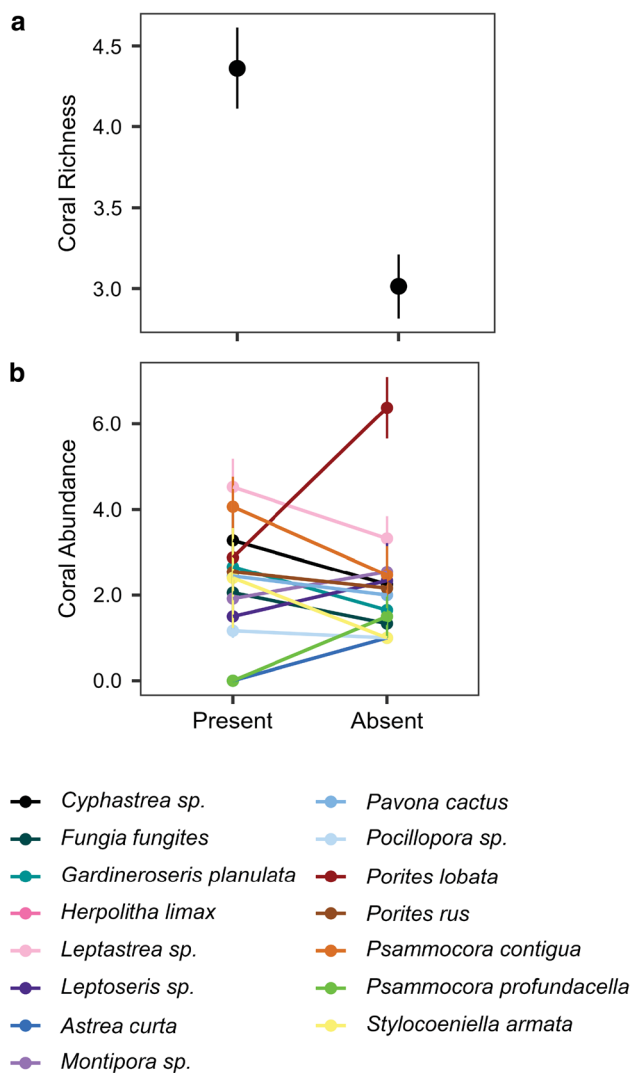 a
4.5
4.0
3.5
3.0
Coral Richness
b
6.0
4.0
2.0
0.0
Coral Abundance
Present Absent
Cyphastrea sp.
Fungia fungites
Gardineroseris planulata
Herpolitha limax
Leptastrea sp.
Leptoseris sp.
Astrea curta
Montipora sp.
Pavona cactus
Pocillopora sp.
Porites lobata
Porites rus
Psammocora contigua
Psammocora profundacella
Stylocoeniella armata